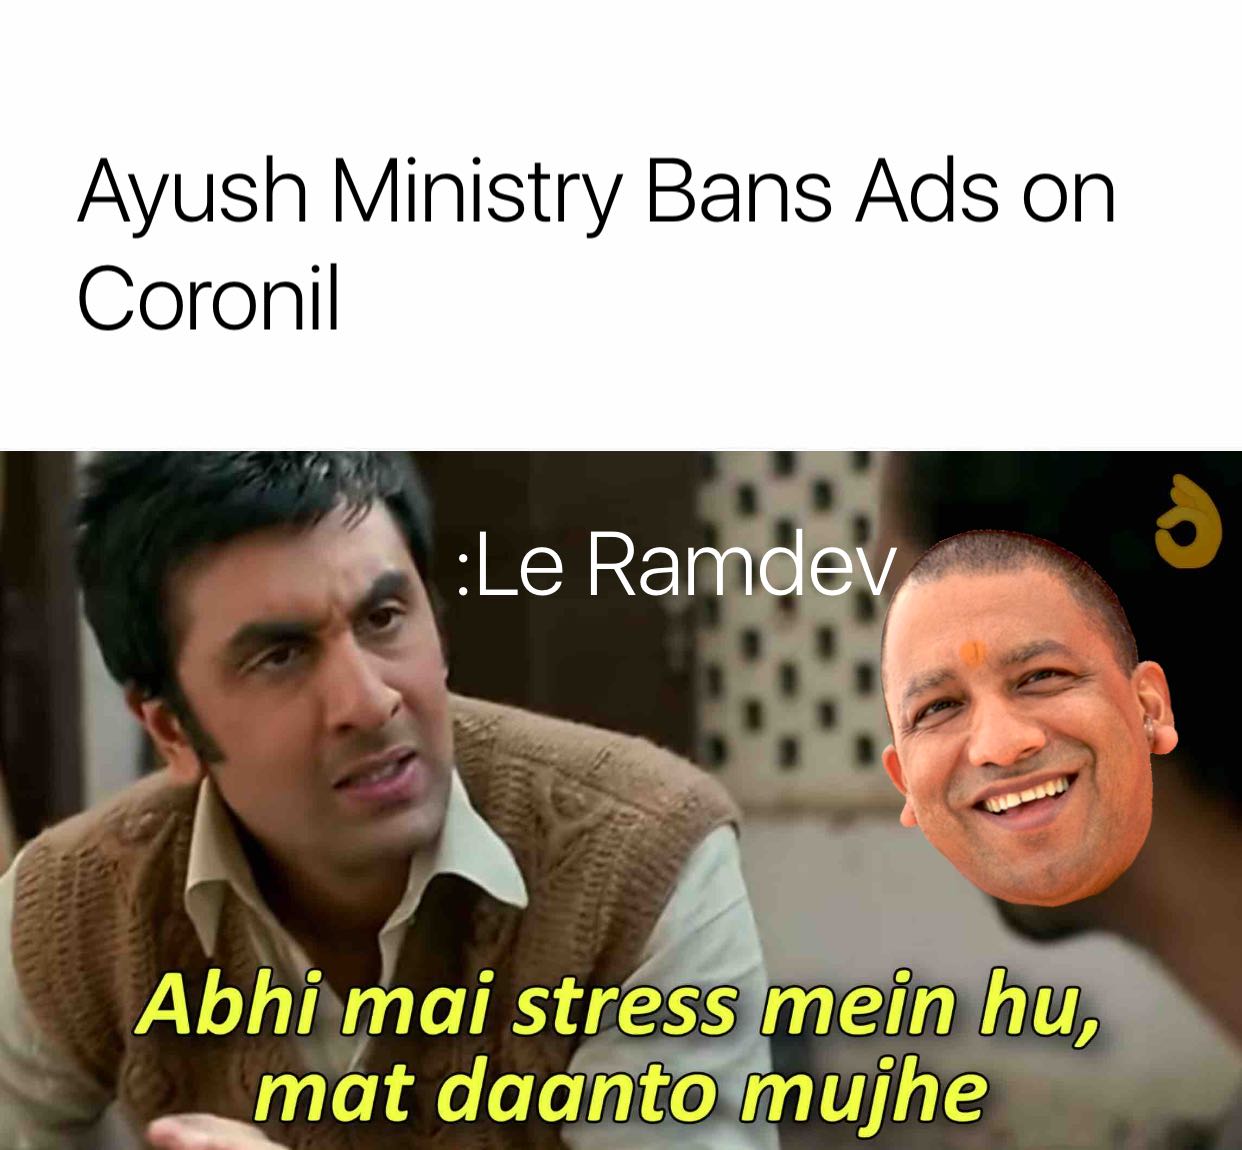 Ayush Ministry Bans Ads on
Coronil
:Le Ramdev
Abhi mai stress mein hu,
mat daanto mujhe